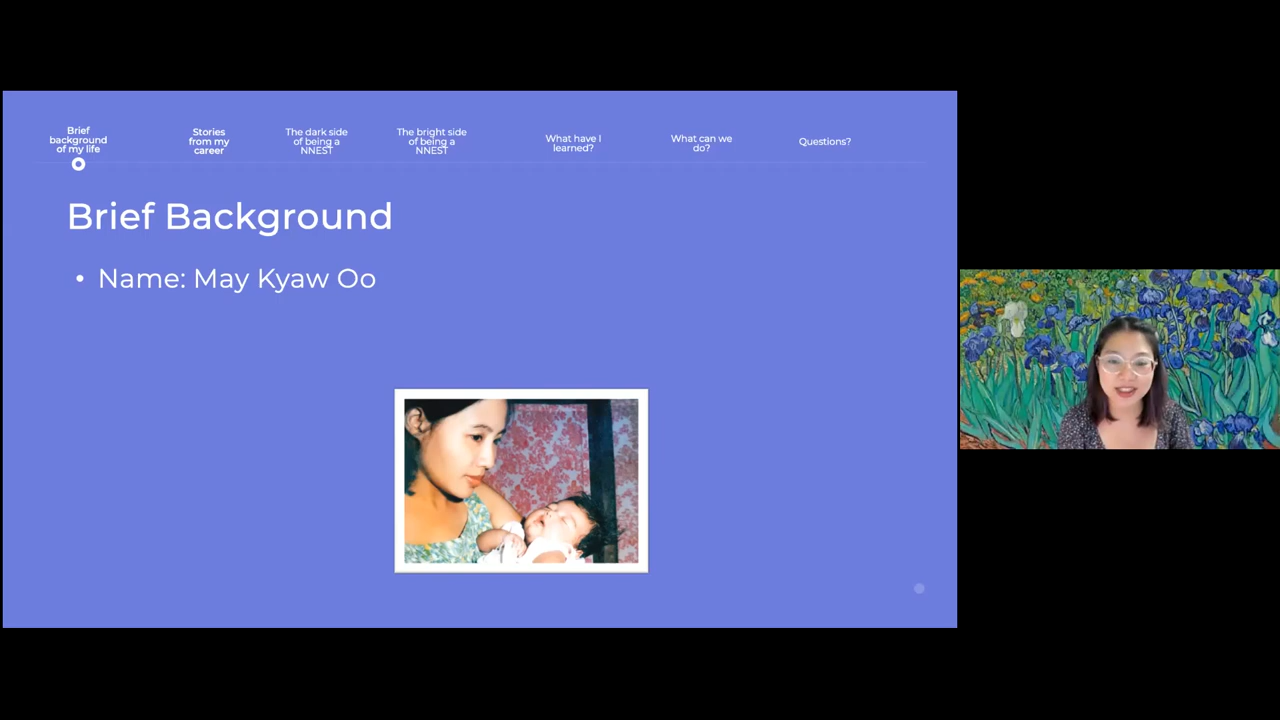 Brief
background
of my life
Stories
from my
career
The dark side
of being a
NNEST
The bright side
of being a
NNEST
What have I
learned?
What can we
do?
Questions?
Brief Background
• Name: May Kyaw Oo